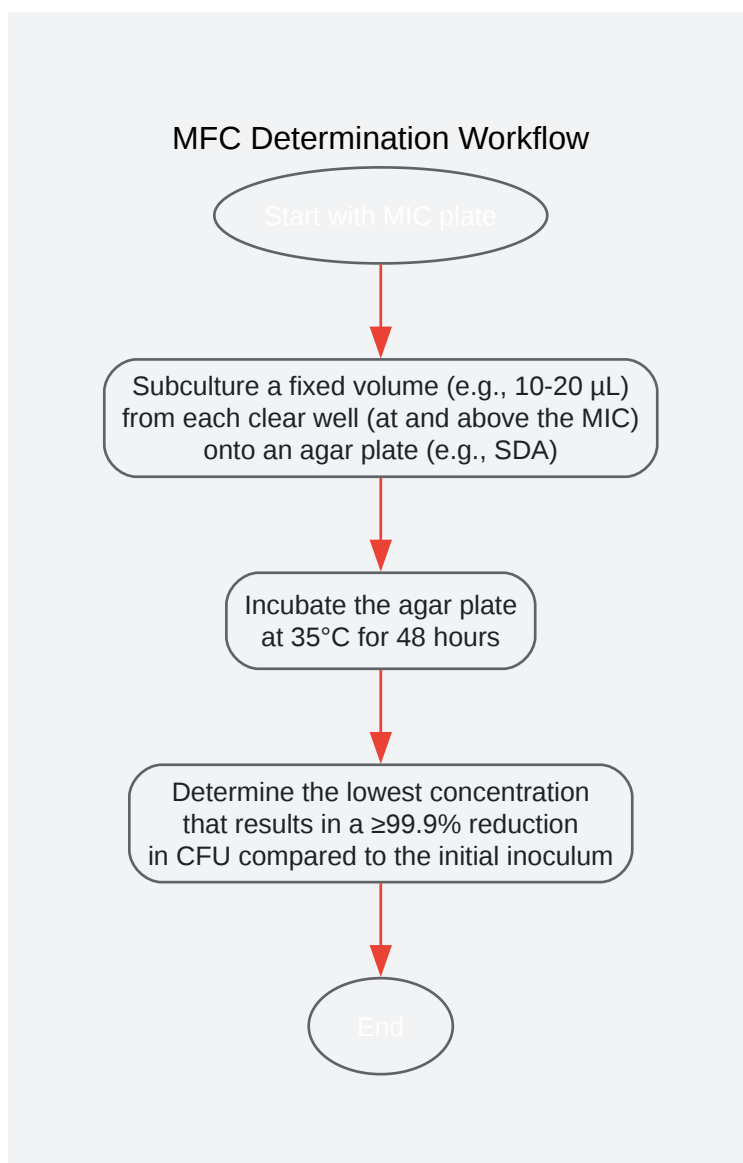 MFC Determination Workflow
Start with MIC plate
Subculture a fixed volume (e.g., 10-20 µL)
from each clear well (at and above the MIC)
onto an agar plate (e.g., SDA)
Incubate the agar plate
at 35°C for 48 hours
Determine the lowest concentration
that results in a ≥99.9% reduction
in CFU compared to the initial inoculum
End